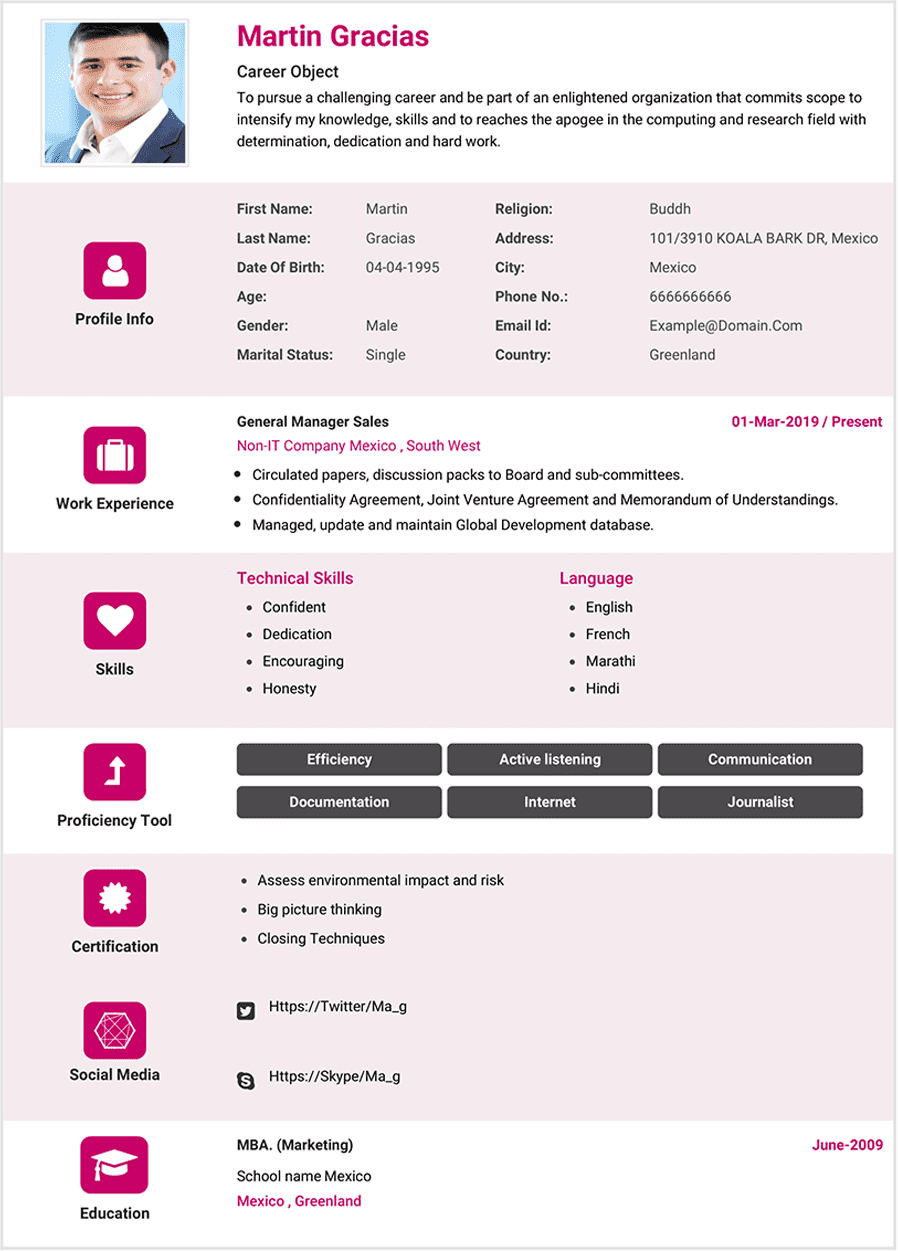 Martin Gracias
Career Object
To pursue a challenging career and be part of an enlightened organization that commits scope to
intensify my knowledge, skills and to reaches the apogee in the computing and research field with
determination, dedication and hard work.
Profile Info
First Name: Martin Religion: Buddh
Last Name: Gracias Address: 101/3910 KOALA BARK DR, Mexico
Date Of Birth: 04-04-1995 City: Mexico
Age: Phone No.: 6666666666
Gender: Male Email Id: Example@Domain.Com
Marital Status: Single Country: Greenland
Work Experience
General Manager Sales 01-Mar-2019 / Present
Non-IT Company Mexico , South West
• Circulated papers, discussion packs to Board and sub-committees.
• Confidentiality Agreement, Joint Venture Agreement and Memorandum of Understandings.
• Managed, update and maintain Global Development database.
Skills
Technical Skills
• Confident
• Dedication
• Encouraging
• Honesty
Language
• English
• French
• Marathi
• Hindi
Proficiency Tool
Efficiency Active listening Communication
Documentation Internet Journalist
Certification
• Assess environmental impact and risk
• Big picture thinking
• Closing Techniques
Social Media
Https://Twitter/Ma_g
Https://Skype/Ma_g
Education
MBA. (Marketing) June-2009
School name Mexico
Mexico , Greenland